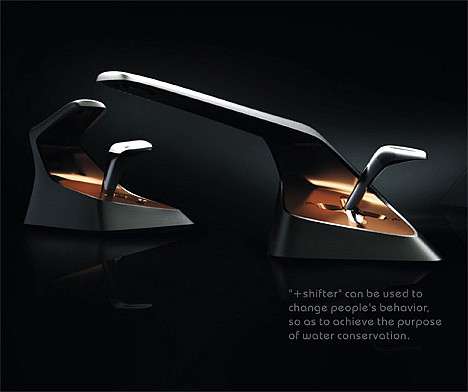 "+shifter" can be used to
change people's behavior,
so as to achieve the purpose
of water conservation.